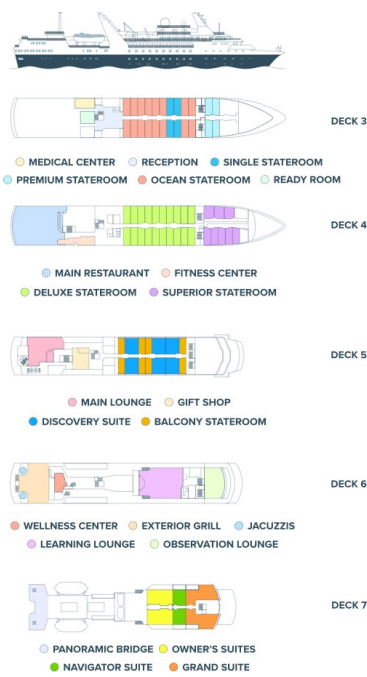 DECK 3
MEDICAL CENTER RECEPTION SINGLE STATEROOM
PREMIUM STATEROOM OCEAN STATEROOM READY ROOM
DECK 4
MAIN RESTAURANT FITNESS CENTER
DELUXE STATEROOM SUPERIOR STATEROOM
DECK 5
MAIN LOUNGE GIFT SHOP
DISCOVERY SUITE BALCONY STATEROOM
DECK 6
WELLNESS CENTER EXTERIOR GRILL JACUZZIS
LEARNING LOUNGE OBSERVATION LOUNGE
DECK 7
PANORAMIC BRIDGE OWNER'S SUITES
NAVIGATOR SUITE GRAND SUITE